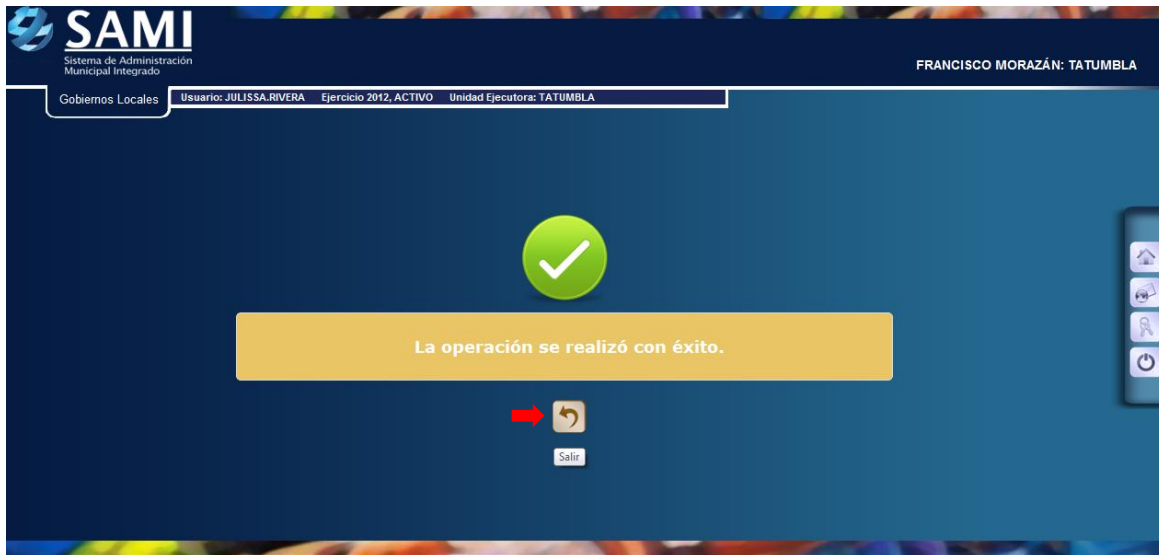 SAMI
Sistema de Administración
Municipal Integrado
FRANCISCO MORAZÁN: TATUMBLA
Gobiernos Locales
Usuario: JULISSA.RIVERA Ejercicio 2012, ACTIVO Unidad Ejecutora: TATUMBLA
La operación se realizó con éxito.
Salir